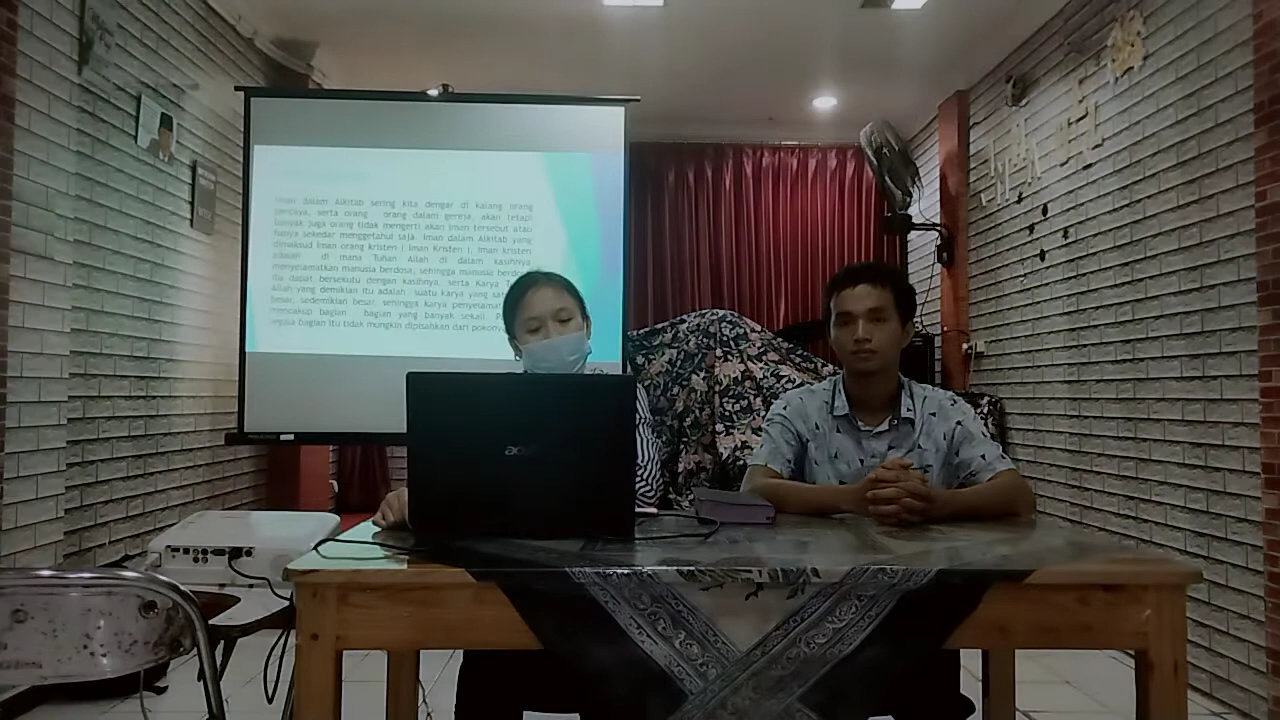 Iman dalam Alkitab sering kita dengar di kalang orang
percaya, serta orang orang dalam gereja, akan tetapi
banyak juga orang tidak mengerti akan Iman tersebut atau
hanya sekedar menggetahui saja. Iman dalam Alkitab yang
dimaksud Iman orang kristen ( Iman Kristen ), Iman kristen
adalah di mana Tuhan Allah di dalam kasihnya
menyelamatkan manusia berdosa, sehingga manusia berdosa
itu dapat bersekutu dengan kasihnya, serta Karya
Allah yang demikian itu adalah suatu karya yang
besar, sedemikian besar sehingga karya
mencakup bagian bagian yang banyak sekali.
bagian itu tidak mungkin dipisahkan dari
acer